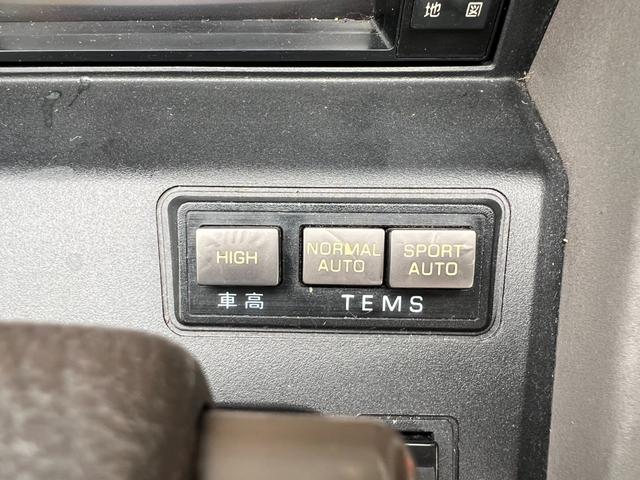 地 図
HIGH
NORMAL
AUTO
SPORT
AUTO
車高
TEMS